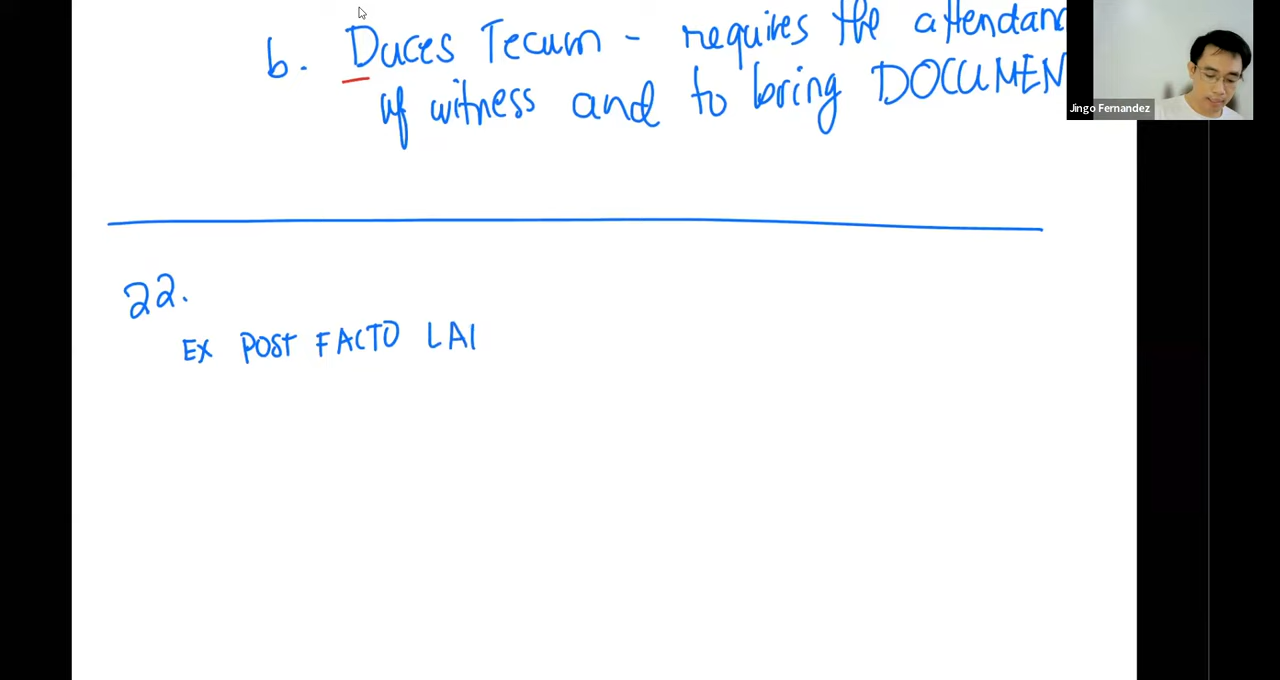 b. Duces Tecum - requires the attendan
of witness and to bring DOCUMEN
Jingo Fernandez
22.
EX POST FACTO LAI